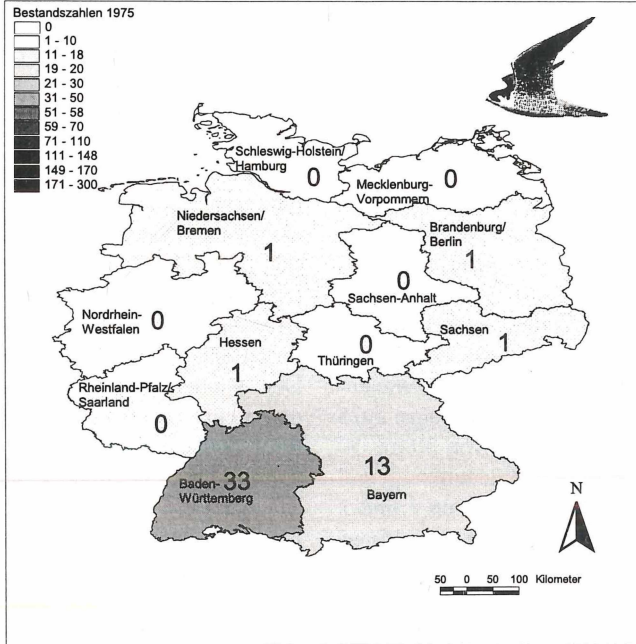 Bestandszahlen 1975
0
1 - 10
11 - 18
19 - 20
21 - 30
31 - 50
51 - 58
59 - 70
71 - 110
111 - 148
149 - 170
171 - 300
Schleswig-Holstein/
Hamburg
0
Mecklenburg-
Vorpommern
0
Niedersachsen/
Bremen
1
Brandenburg/
Berlin
1
0
Sachsen-Anhalt
Nordrhein-
Westfalen
0
Hessen
1
0
Thüringen
Sachsen
1
Rheinland-Pfalz/
Saarland
0
Baden-
Württemberg
33
13
Bayern
N
50 0 50 100 Kilometer